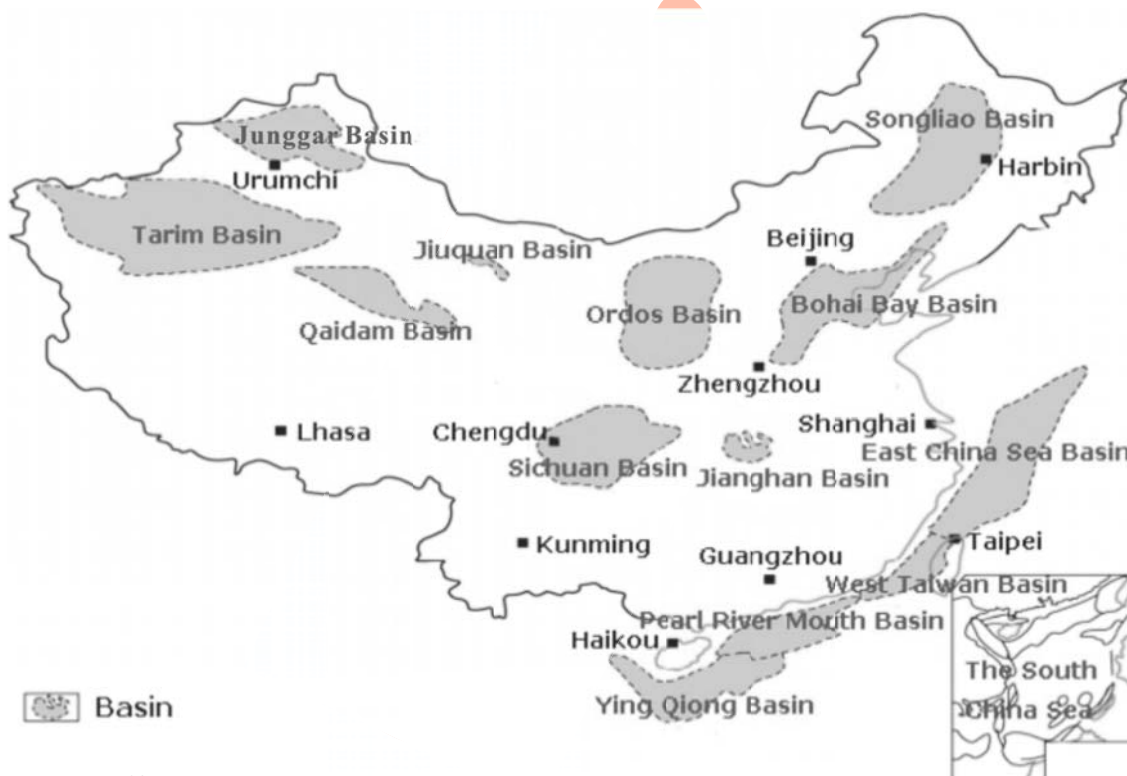 Junggar Basin
Songliao Basin
Urumchi
Harbin
Tarim Basin
Beijing
Jiuquan Basin
Ordos Basin
Bohai Bay Basin
Qaidam Basin
Zhengzhou
Lhasa
Chengdu
Shanghai
East China Sea Basin
Sichuan Basin
Jianghan Basin
Kunming
Taipei
Guangzhou
West Taiwan Basin
Pearl River Mouth Basin
Haikou
The South
China Sea
Ying Qiong Basin
Basin